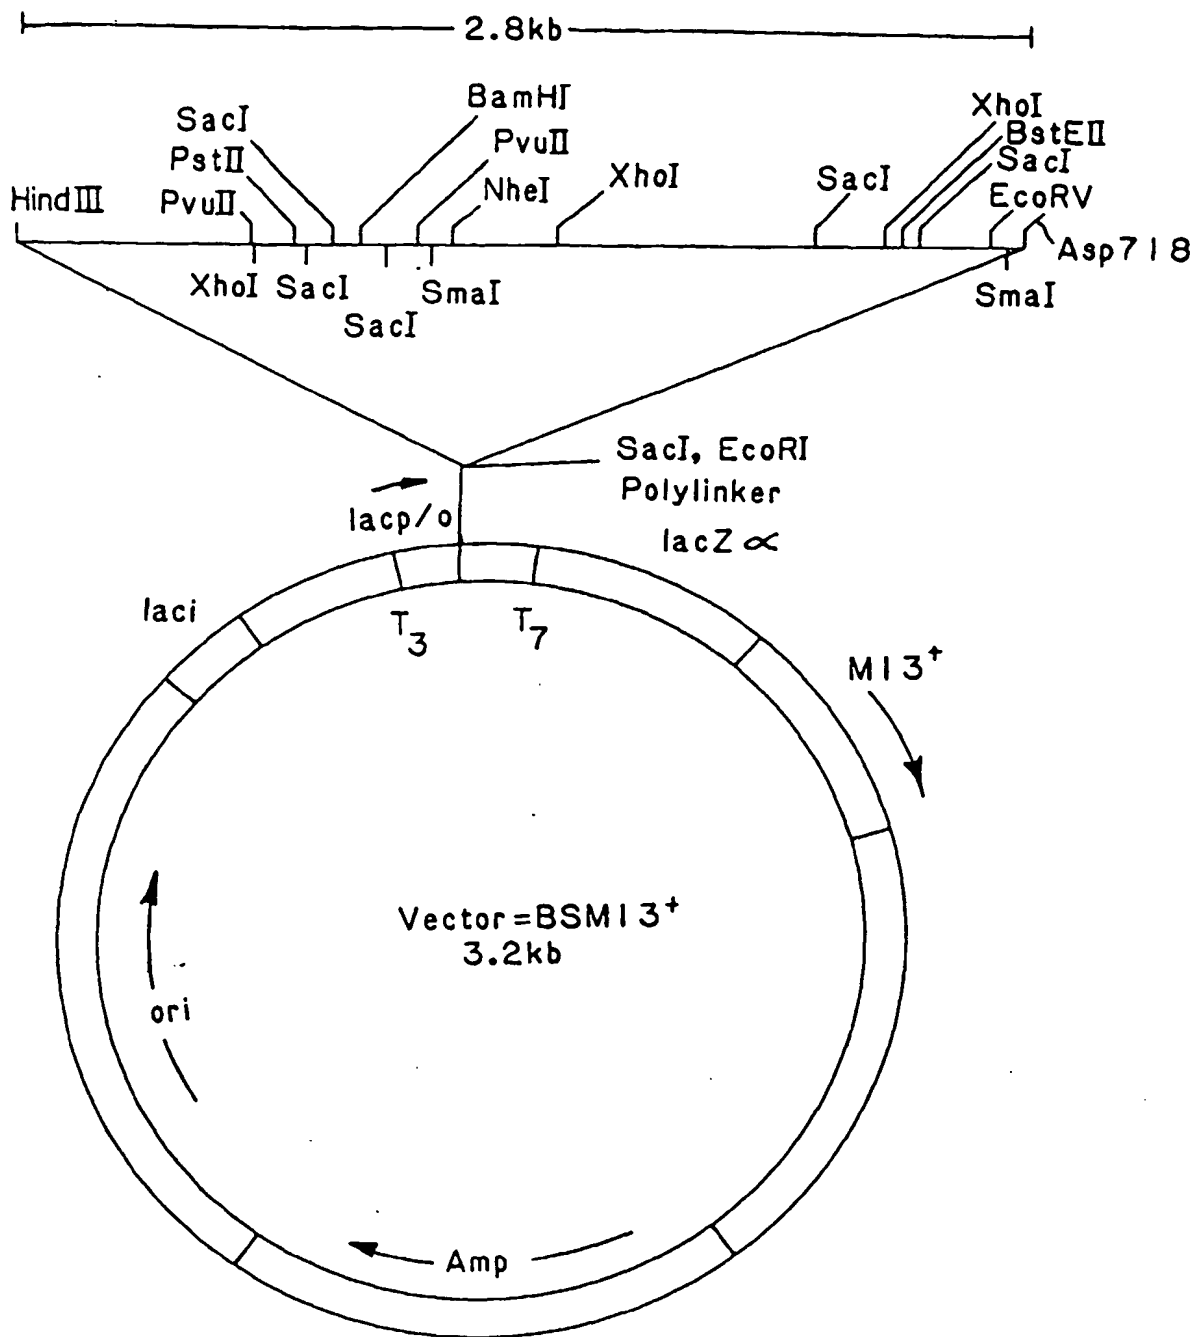 2.8kb
BamHI
XhoI
SacI
BstEII
PvuII
PstII
SacI
XhoI
SacI
HindIII
PvuII
NheI
EcoRV
Asp718
XhoI
SacI
SmaI
SmaI
SacI
SacI, EcoRI
Polylinker
lacp/o
lacZ ∝
laci
T3
T7
M13+
Vector=BSM13+
3.2kb
ori
Amp